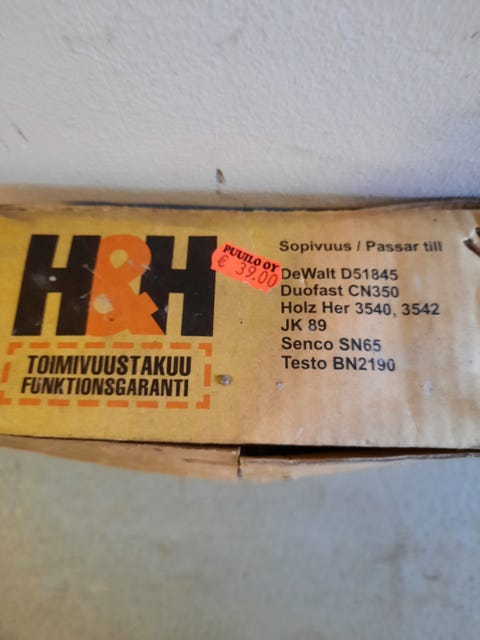 H&H
TOIMIVUUSTAKUU
FUNKTIONSGARANTI
PUUILO OY
€ 39.00
Sopivuus / Passar till
DeWalt D51845
Duofast CN350
Holz Her 3540, 3542
JK 89
Senco SN65
Testo BN2190